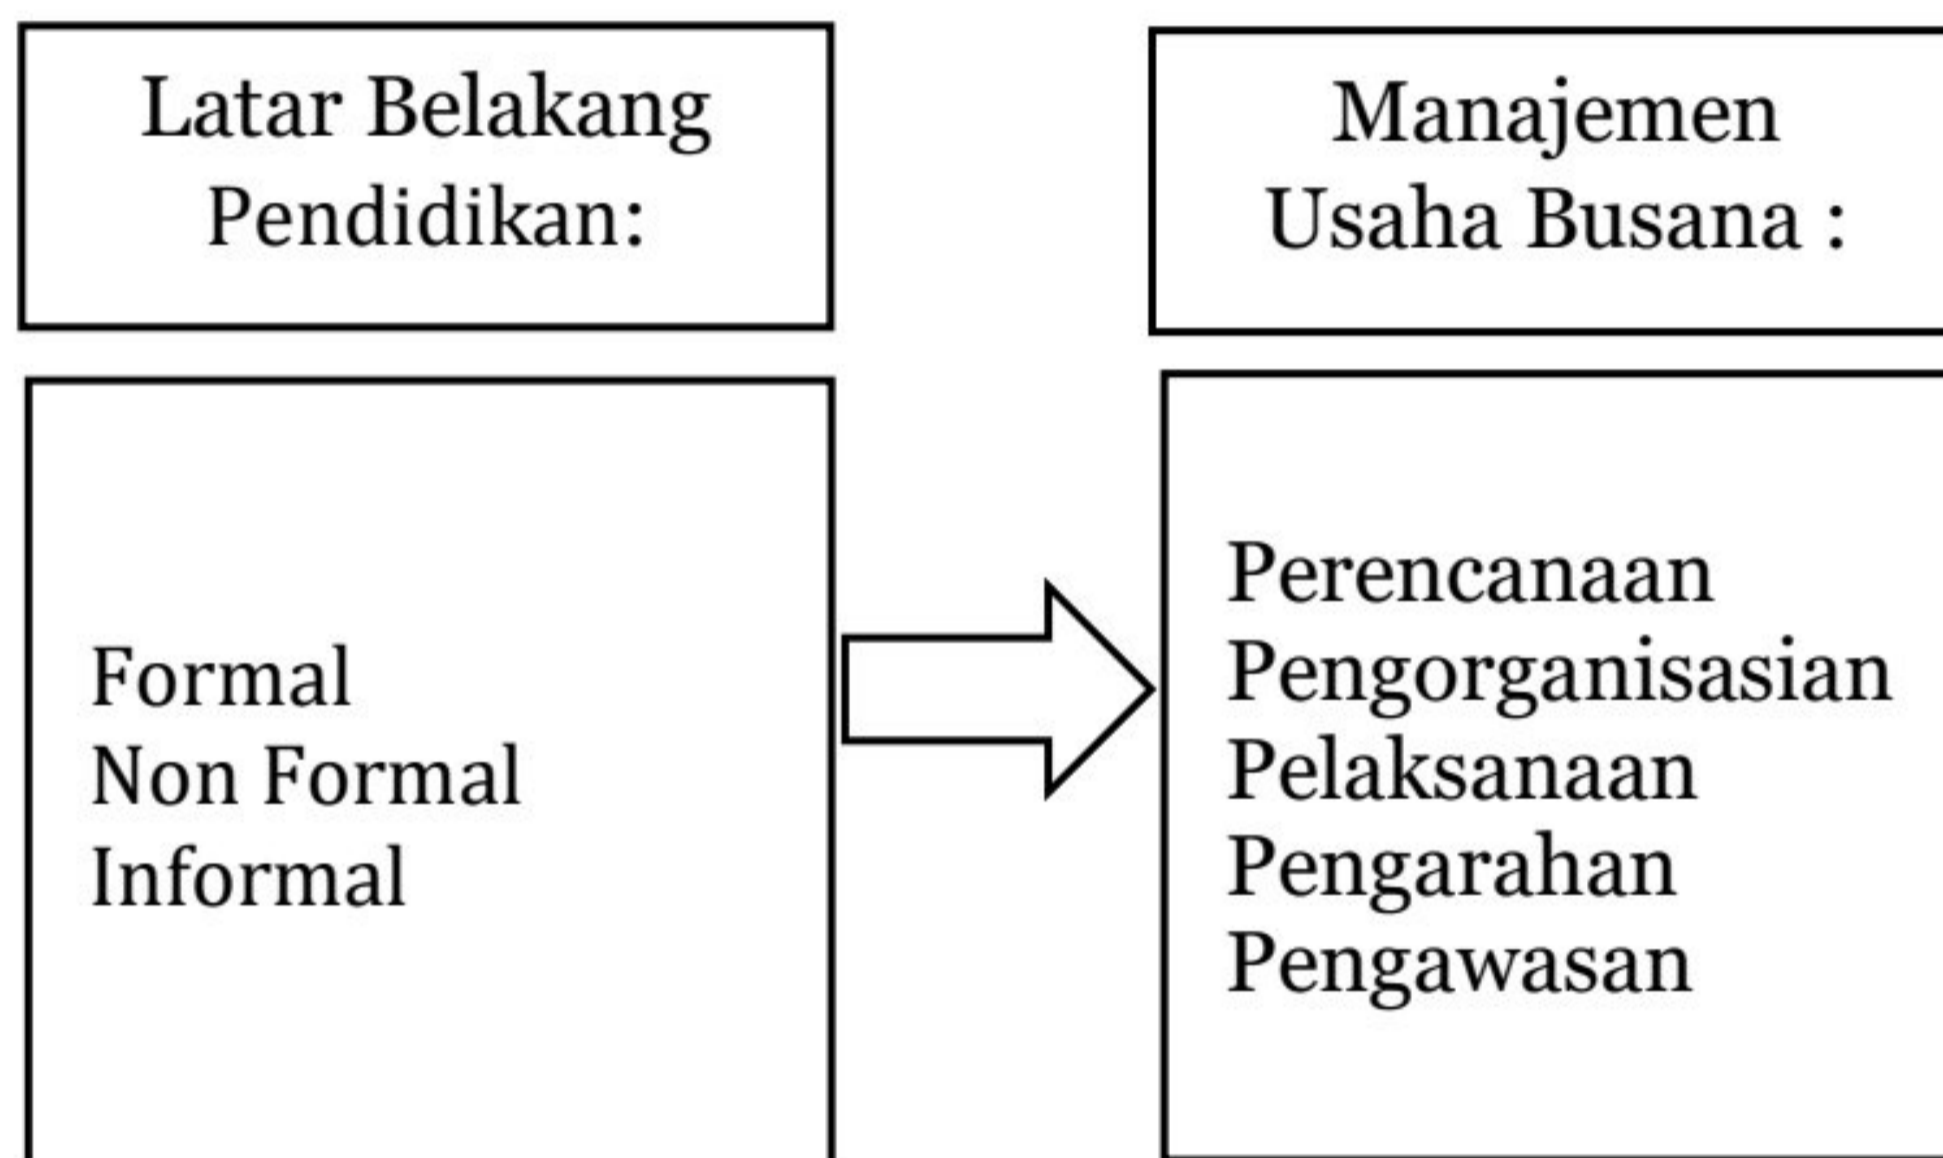 Latar Belakang
Pendidikan:
Formal
Non Formal
Informal
Manajemen
Usaha Busana :
Perencanaan
Pengorganisasian
Pelaksanaan
Pengarahan
Pengawasan